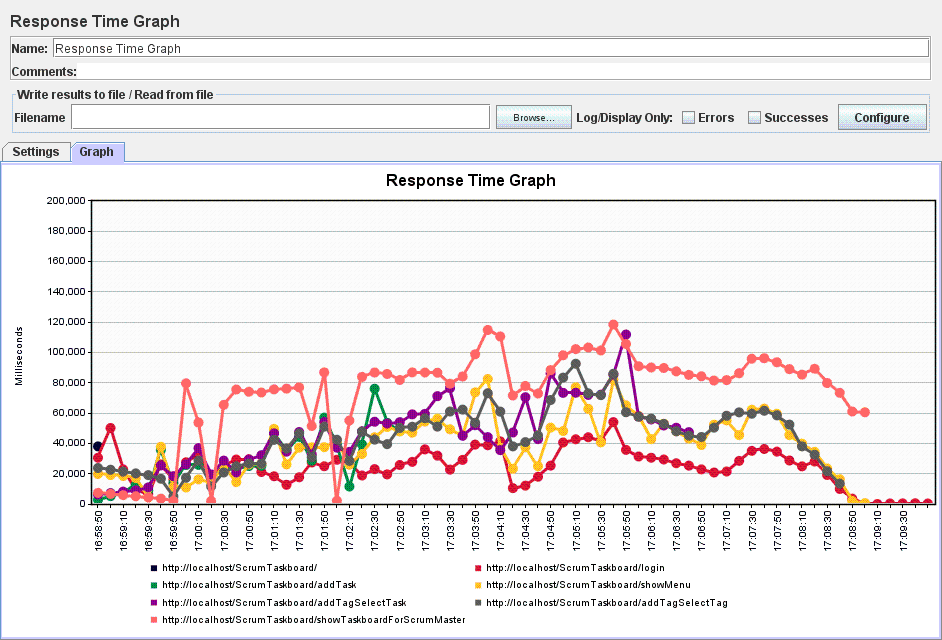 Response Time Graph
Name: Response Time Graph
Comments:
Write results to file / Read from file
Filename Browse... Log/Display Only: Errors Successes Configure
Settings Graph
Response Time Graph
Milliseconds
200,000
180,000
160,000
140,000
120,000
100,000
80,000
60,000
40,000
20,000
0
16:58:50 16:59:10 16:59:30 16:59:50 17:00:10 17:00:30 17:00:50 17:01:10 17:01:30 17:01:50 17:02:10 17:02:30 17:02:50 17:03:10 17:03:30 17:03:50 17:04:10 17:04:30 17:04:50 17:05:10 17:05:30 17:05:50 17:06:10 17:06:30 17:06:50 17:07:10 17:07:30 17:07:50 17:08:10 17:08:30 17:08:50 17:09:10 17:09:30
http://localhost/ScrumTaskboard/ http://localhost/ScrumTaskboard/login
http://localhost/ScrumTaskboard/addTask http://localhost/ScrumTaskboard/showMenu
http://localhost/ScrumTaskboard/addTagSelectTask http://localhost/ScrumTaskboard/addTagSelectTag
http://localhost/ScrumTaskboard/showTaskboardForScrumMaster